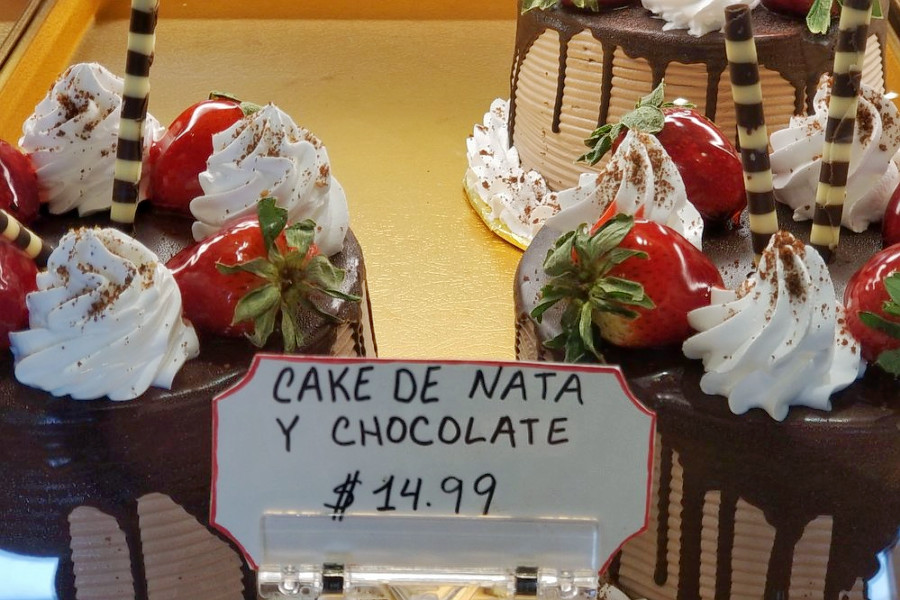 CAKE DE NATA
Y CHOCOLATE
$14.99